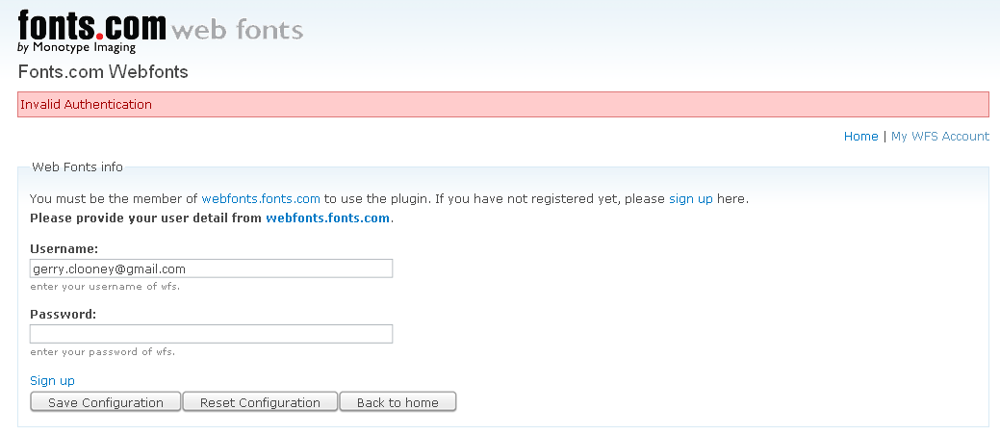 fonts.com web fonts
by Monotype Imaging
Fonts.com Webfonts
Invalid Authentication
Home | My WFS Account
Web Fonts info
You must be the member of webfonts.fonts.com to use the plugin. If you have not registered yet, please sign up here.
Please provide your user detail from webfonts.fonts.com.
Username:
gerry.clooney@gmail.com
enter your username of wfs.
Password:
enter your password of wfs.
Sign up
Save Configuration Reset Configuration Back to home